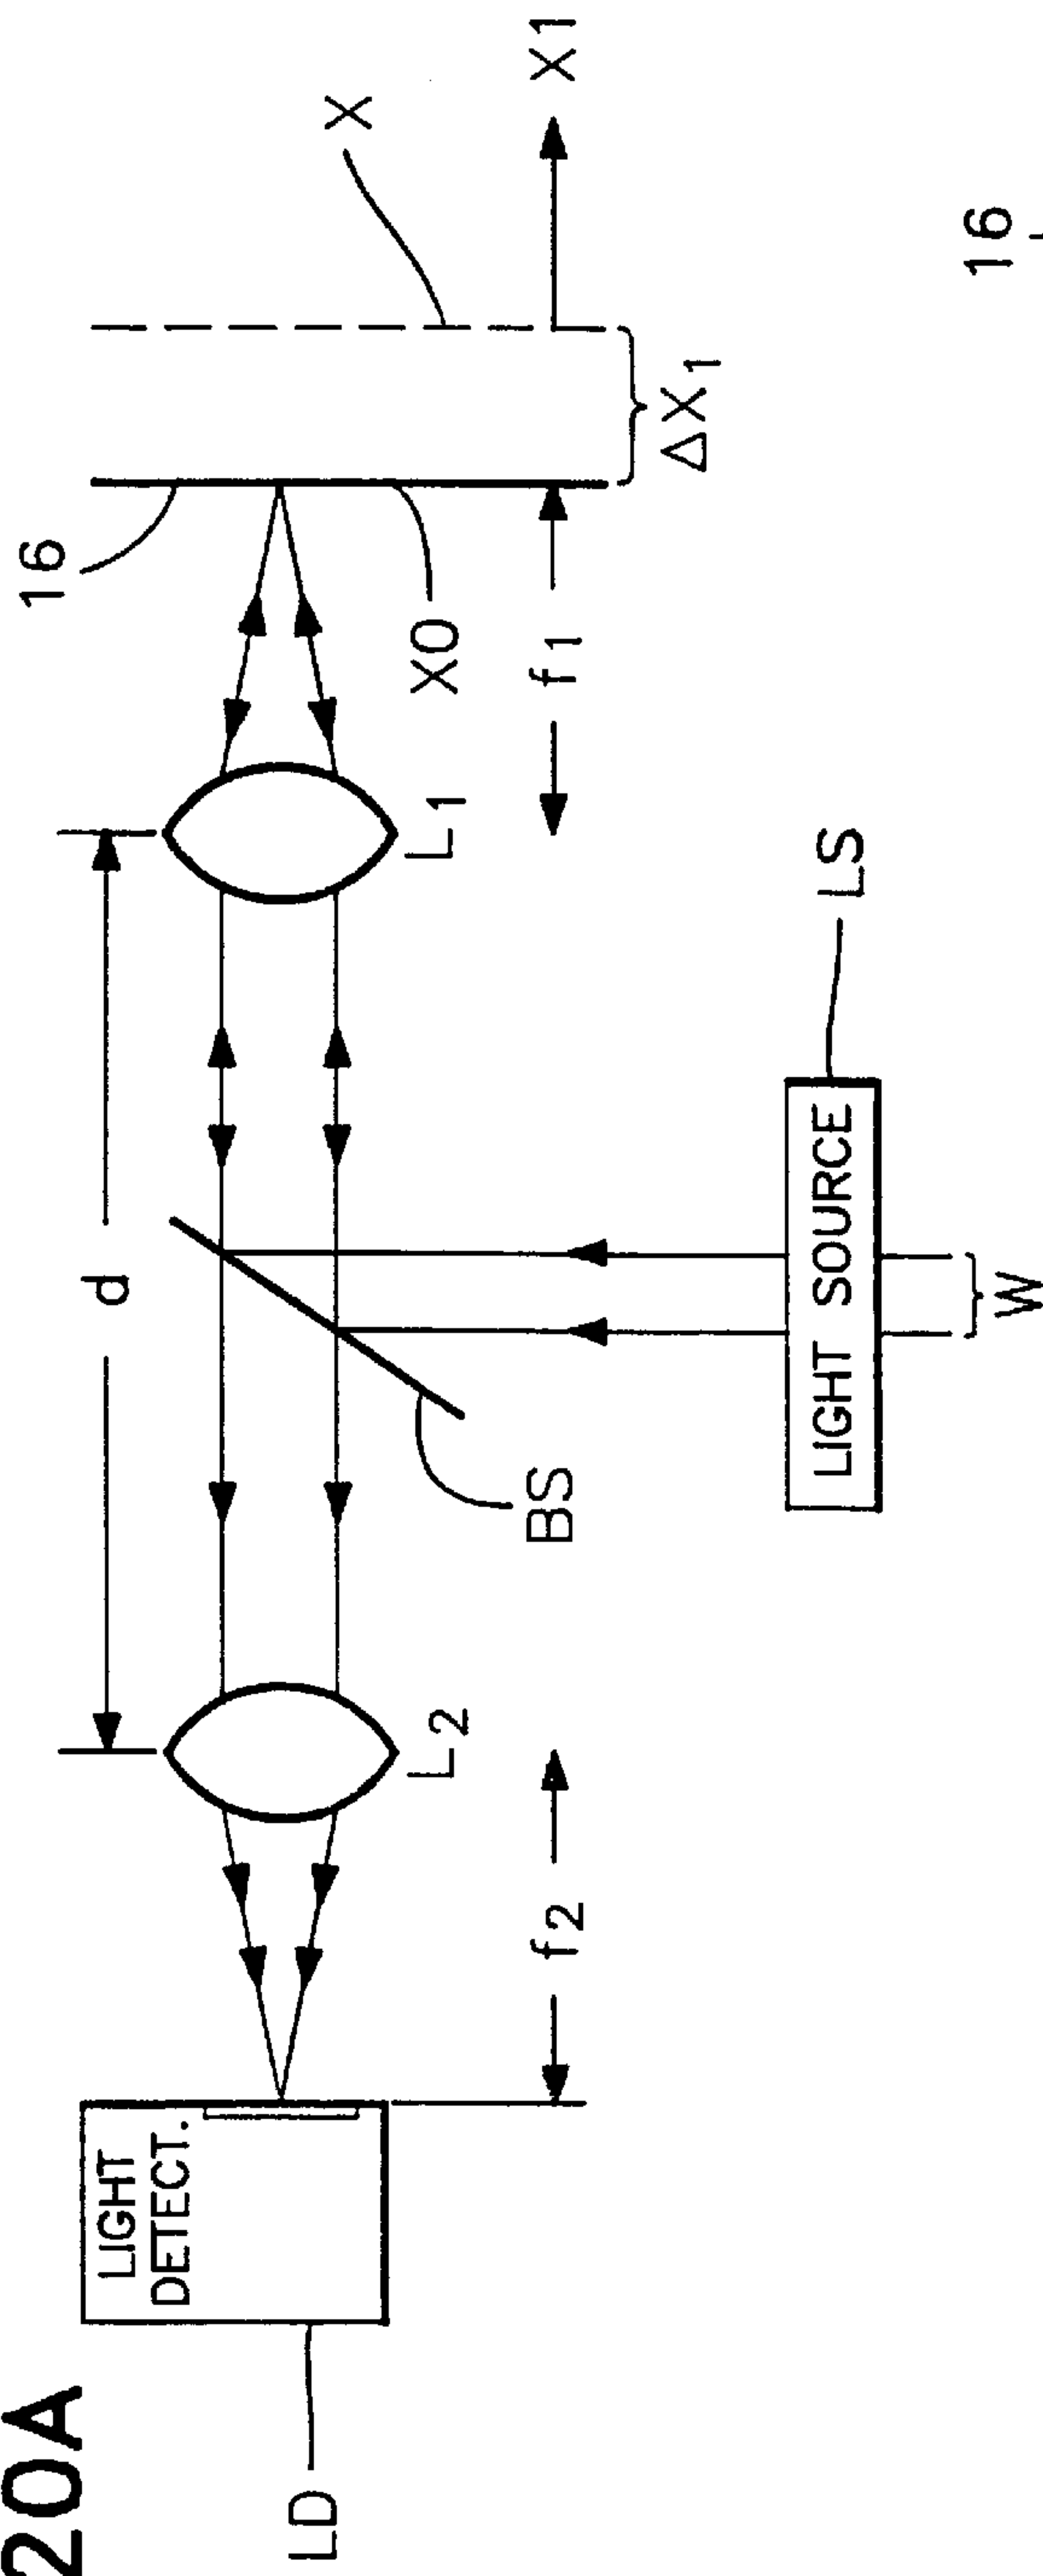 20A
LD
LIGHT
DETECT.
f2
L2
d
BS
L1
LIGHT SOURCE
LS
W
16
X0
f1
X
ΔX1
X1
16